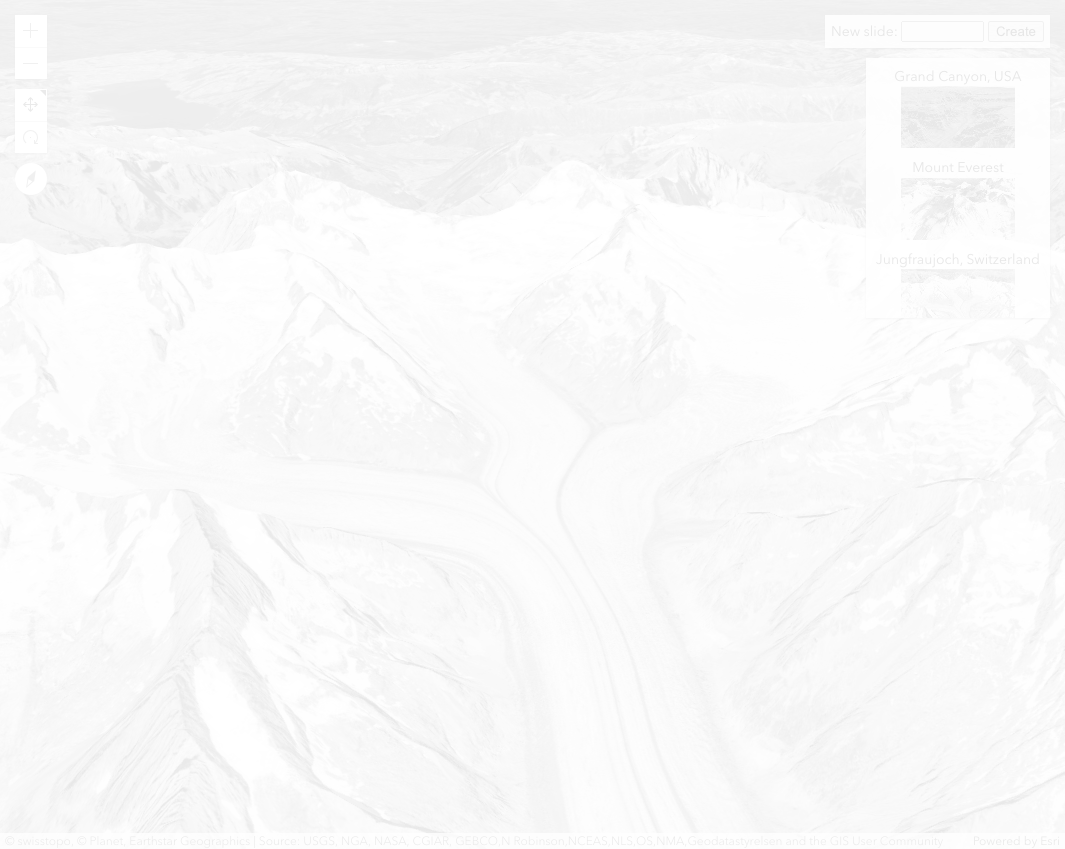 New slide:
Create
Grand Canyon, USA
Mount Everest
Jungfraujoch, Switzerland
© swisstopo, © Planet, Earthstar Geographics | Source: USGS, NGA, NASA, CGIAR, GEBCO,N Robinson,NCEAS,NLS,OS,NMA,Geodatastyrelsen and the GIS User Community
Powered by Esri